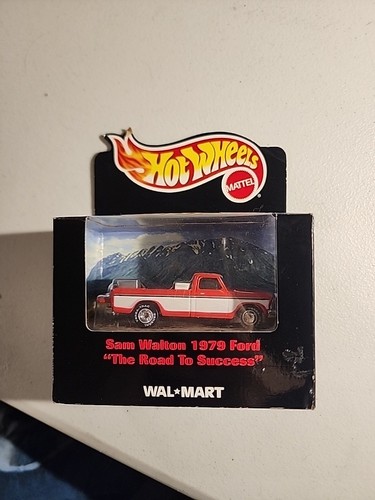 HOT WHEELS
MATTEL
®
Sam Walton 1979 Ford
"The Road To Success"
WAL★MART